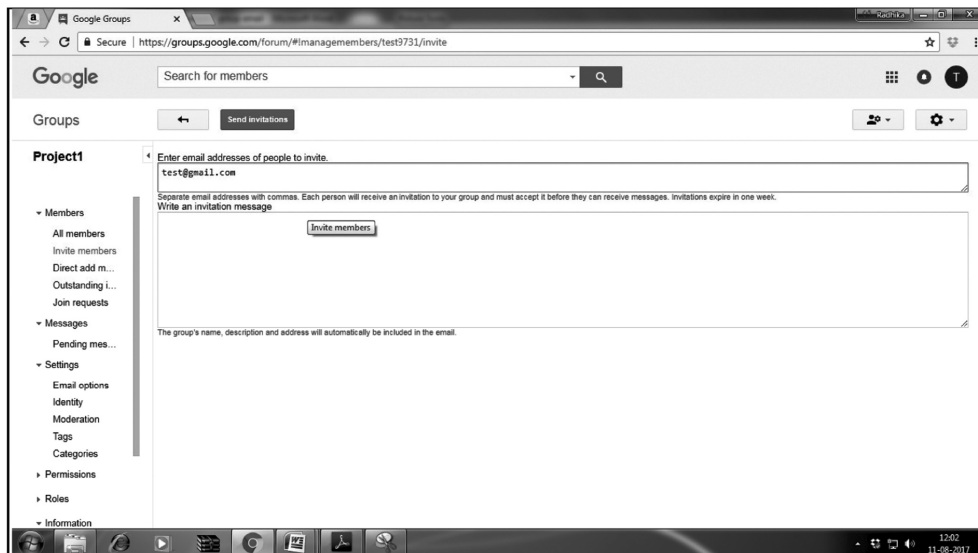 a Google Groups ×
Radhika
Secure | https://groups.google.com/forum/#!managemembers/test9731/invite
Google Search for members
T
Groups Send invitations
Project1
Enter email addresses of people to invite.
test@gmail.com
Separate email addresses with commas. Each person will receive an invitation to your group and must accept it before they can receive messages. Invitations expire in one week.
Write an invitation message
Invite members
The group's name, description and address will automatically be included in the email.
Members
All members
Invite members
Direct add m...
Outstanding i...
Join requests
Messages
Pending mes...
Settings
Email options
Identity
Moderation
Tags
Categories
Permissions
Roles
Information
12:02
11-08-2017